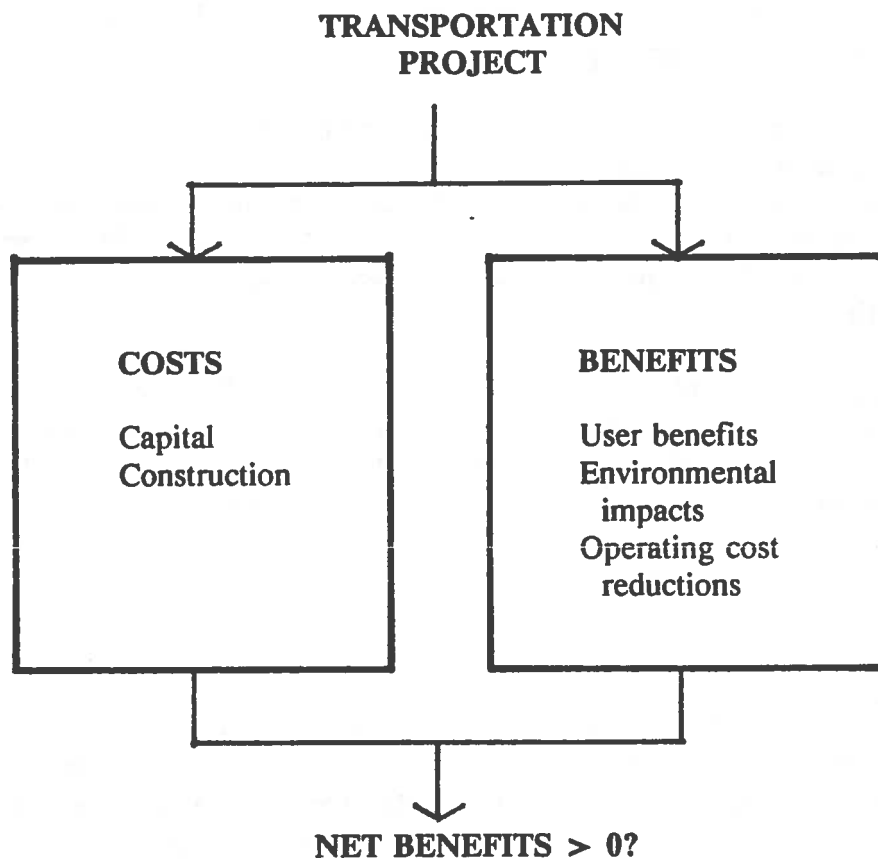 TRANSPORTATION
PROJECT
COSTS
Capital
Construction
BENEFITS
User benefits
Environmental
impacts
Operating cost
reductions
NET BENEFITS > 0?